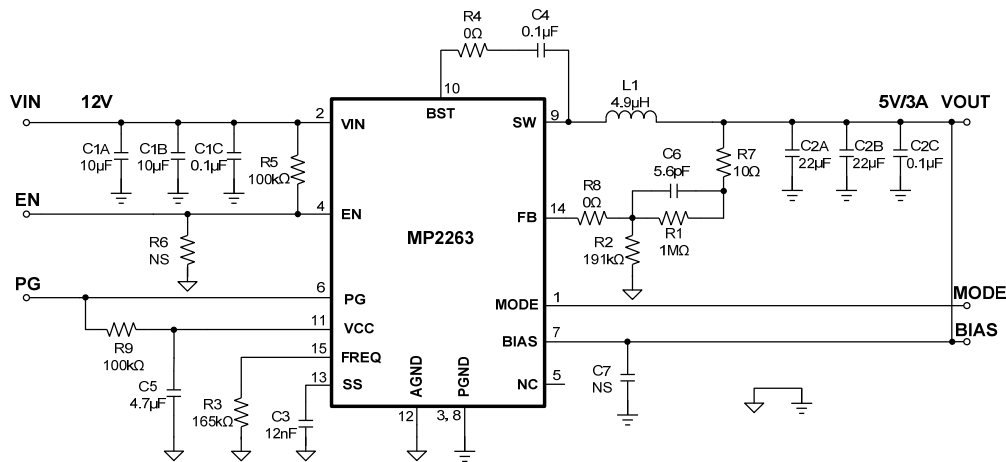 R4
0Ω
C4
0.1µF
10
BST
VIN
12V
2
VIN
SW
9
L1
4.9µH
5V/3A
VOUT
C1A
10µF
C1B
10µF
C1C
0.1µF
R5
100kΩ
C6
5.6pF
R7
10Ω
C2A
22µF
C2B
22µF
C2C
0.1µF
EN
4
EN
R6
NS
MP2263
FB
14
R8
0Ω
R2
191kΩ
R1
1MΩ
PG
6
PG
MODE
1
MODE
11
VCC
BIAS
7
BIAS
R9
100kΩ
15
FREQ
C5
4.7µF
R3
165kΩ
13
SS
C3
12nF
AGND
PGND
NC
5
C7
NS
12
3, 8